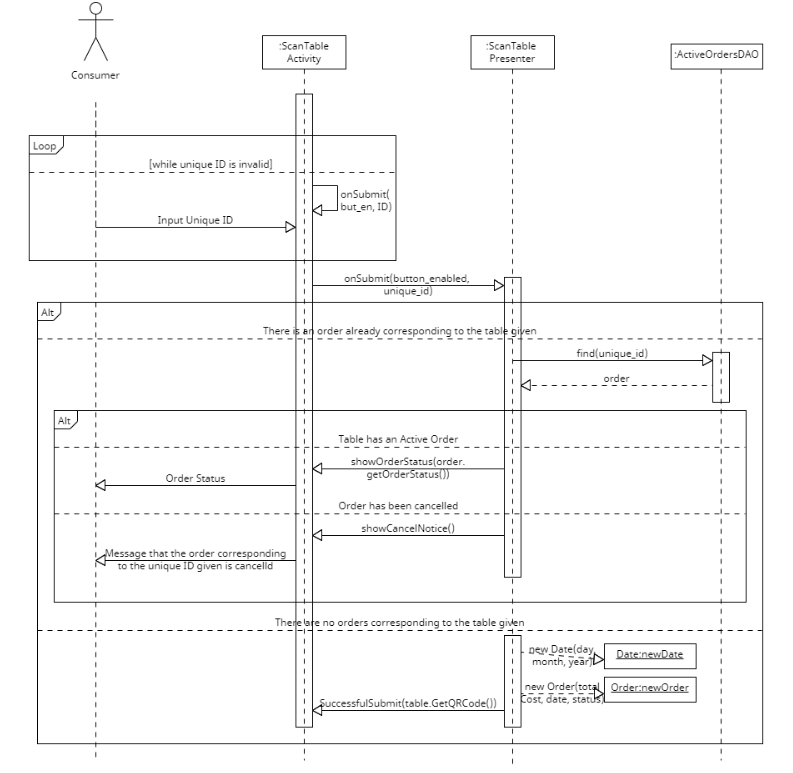 :ScanTable
Activity
:ScanTable
Presenter
:ActiveOrdersDAO
Consumer
Loop
[while unique ID is invalid]
onSubmit(
but_en, ID)
Input Unique ID
onSubmit(button_enabled,
unique_id)
Alt
There is an order already corresponding to the table given
find(unique_id)
order
Alt
Table has an Active Order
showOrderStatus(order.
getOrderStatus())
Order Status
Order has been cancelled
showCancelNotice()
Message that the order corresponding
to the unique ID given is cancelld
There are no orders corresponding to the table given
new Date(day,
month, year)
Date:newDate
new Order(total
Cost, date, status)
Order:newOrder
SuccessfulSubmit(table.GetQRCode())